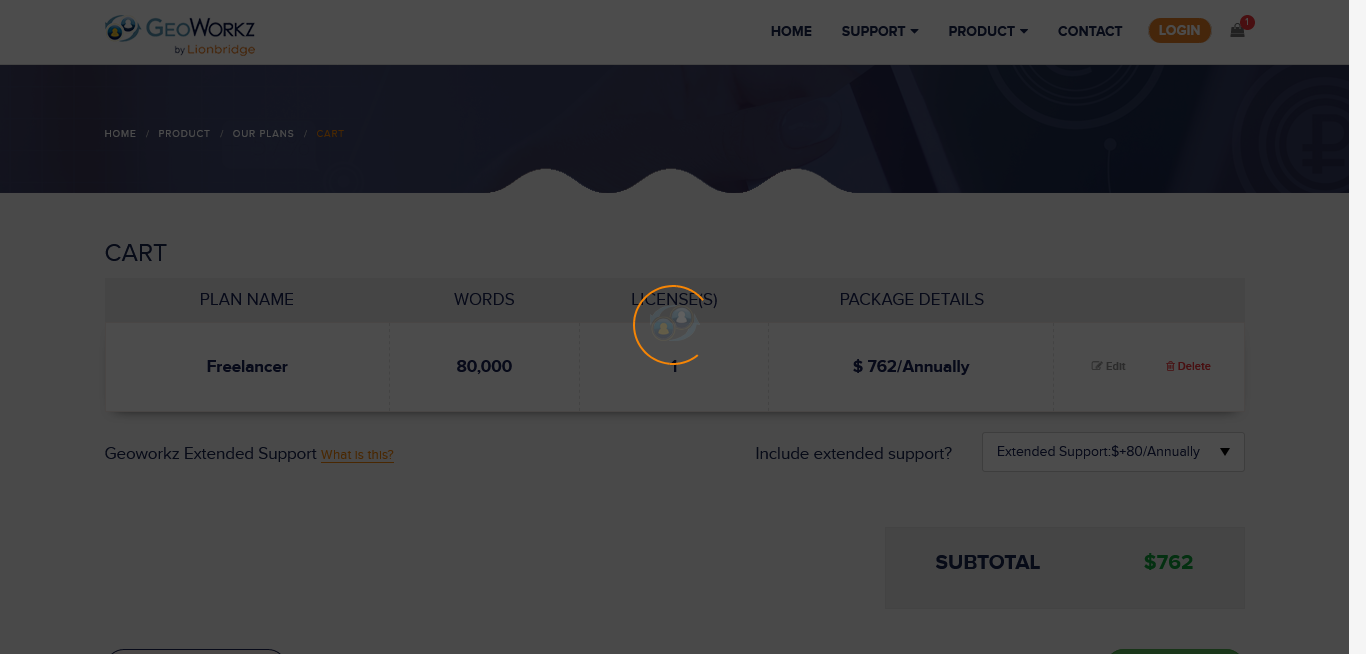 GeoWorkz
by Lionbridge
HOME SUPPORT PRODUCT CONTACT LOGIN 1
HOME / PRODUCT / OUR PLANS / CART
CART
PLAN NAME WORDS LICENSE(S) PACKAGE DETAILS
Freelancer 80,000 1 $ 762/Annually Edit Delete
Geoworkz Extended Support What is this? Include extended support? Extended Support:$+80/Annually
SUBTOTAL $762